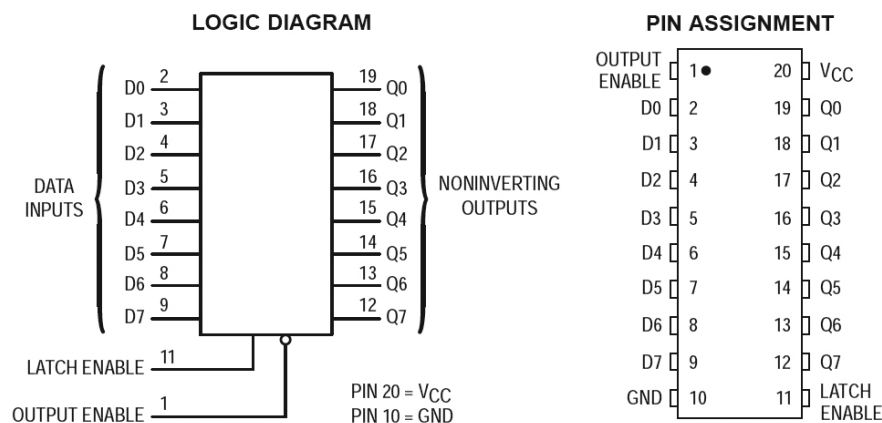 LOGIC DIAGRAM
DATA
INPUTS
D0 2
D1 3
D2 4
D3 5
D4 6
D5 7
D6 8
D7 9
19 Q0
18 Q1
17 Q2
16 Q3
15 Q4
14 Q5
13 Q6
12 Q7
NONINVERTING
OUTPUTS
LATCH ENABLE 11
OUTPUT ENABLE 1
PIN 20 = VCC
PIN 10 = GND
PIN ASSIGNMENT
OUTPUT
ENABLE 1 20 VCC
D0 2 19 Q0
D1 3 18 Q1
D2 4 17 Q2
D3 5 16 Q3
D4 6 15 Q4
D5 7 14 Q5
D6 8 13 Q6
D7 9 12 Q7
GND 10 11 LATCH
ENABLE